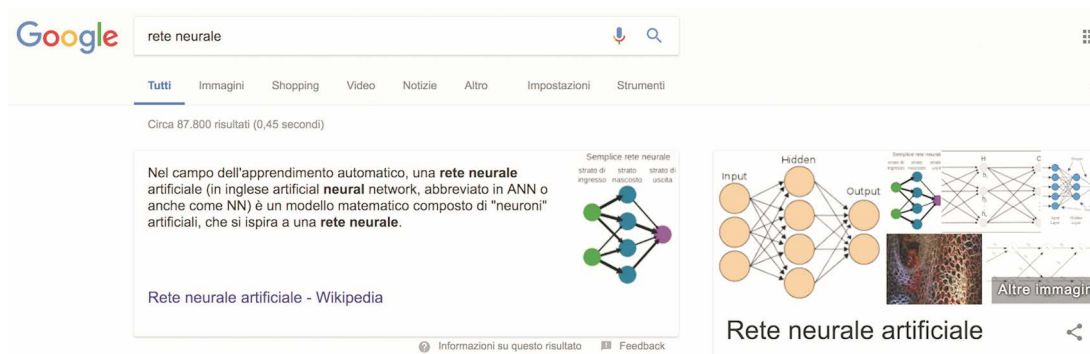 Google
rete neurale
Tutti Immagini Shopping Video Notizie Altro Impostazioni Strumenti
Circa 87.800 risultati (0,45 secondi)
Nel campo dell'apprendimento automatico, una rete neurale
artificiale (in inglese artificial neural network, abbreviato in ANN o
anche come NN) è un modello matematico composto di "neuroni"
artificiali, che si ispira a una rete neurale.
Semplice rete neurale
strato di ingresso strato nascosto strato di uscita
Rete neurale artificiale - Wikipedia
Informazioni su questo risultato Feedback
Input
Hidden
Output
Semplice rete neurale
H
C
Altre immagin
Rete neurale artificiale